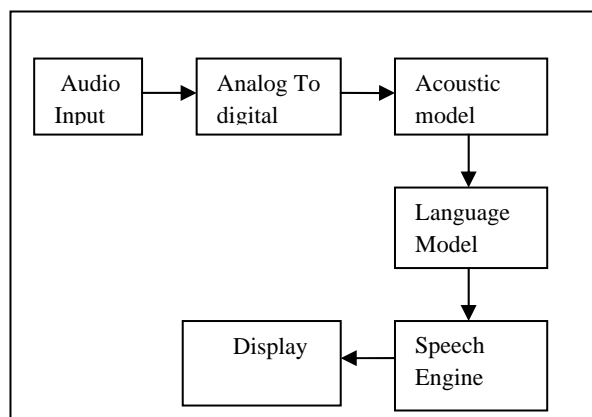 Audio
Input
Analog To
digital
Acoustic
model
Language
Model
Speech
Engine
Display